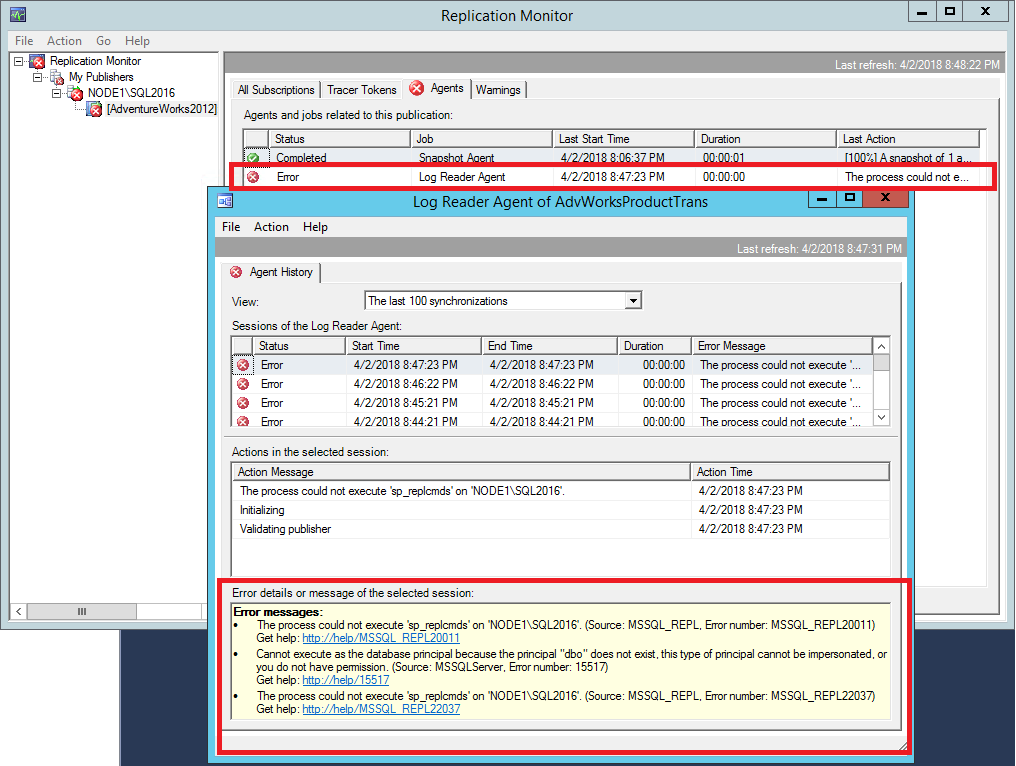 Replication Monitor
File Action Go Help
Replication Monitor
My Publishers
NODE1\SQL2016
[AdventureWorks2012]
Last refresh: 4/2/2018 8:48:22 PM
All Subscriptions Tracer Tokens Agents Warnings
Agents and jobs related to this publication:
Status Job Last Start Time Duration Last Action
Completed Snapshot Agent 4/2/2018 8:06:37 PM 00:00:01 [100%] A snapshot of 1 a...
Error Log Reader Agent 4/2/2018 8:47:23 PM 00:00:00 The process could not e...
Log Reader Agent of AdvWorksProductTrans
File Action Help
Last refresh: 4/2/2018 8:47:31 PM
Agent History
View: The last 100 synchronizations
Sessions of the Log Reader Agent:
Status Start Time End Time Duration Error Message
Error 4/2/2018 8:47:23 PM 4/2/2018 8:47:23 PM 00:00:00 The process could not execute '...
Error 4/2/2018 8:46:22 PM 4/2/2018 8:46:22 PM 00:00:00 The process could not execute '...
Error 4/2/2018 8:45:21 PM 4/2/2018 8:45:21 PM 00:00:00 The process could not execute '...
Error 4/2/2018 8:44:21 PM 4/2/2018 8:44:21 PM 00:00:00 The process could not execute '...
Actions in the selected session:
Action Message Action Time
The process could not execute 'sp_replcmds' on 'NODE1\SQL2016'. 4/2/2018 8:47:23 PM
Initializing 4/2/2018 8:47:23 PM
Validating publisher 4/2/2018 8:47:23 PM
Error details or message of the selected session:
Error messages:
• The process could not execute 'sp_replcmds' on 'NODE1\SQL2016'. (Source: MSSQL_REPL, Error number: MSSQL_REPL20011)
Get help: http://help/MSSQL_REPL20011
• Cannot execute as the database principal because the principal "dbo" does not exist, this type of principal cannot be impersonated, or
you do not have permission. (Source: MSSQLServer, Error number: 15517)
Get help: http://help/15517
• The process could not execute 'sp_replcmds' on 'NODE1\SQL2016'. (Source: MSSQL_REPL, Error number: MSSQL_REPL22037)
Get help: http://help/MSSQL_REPL22037